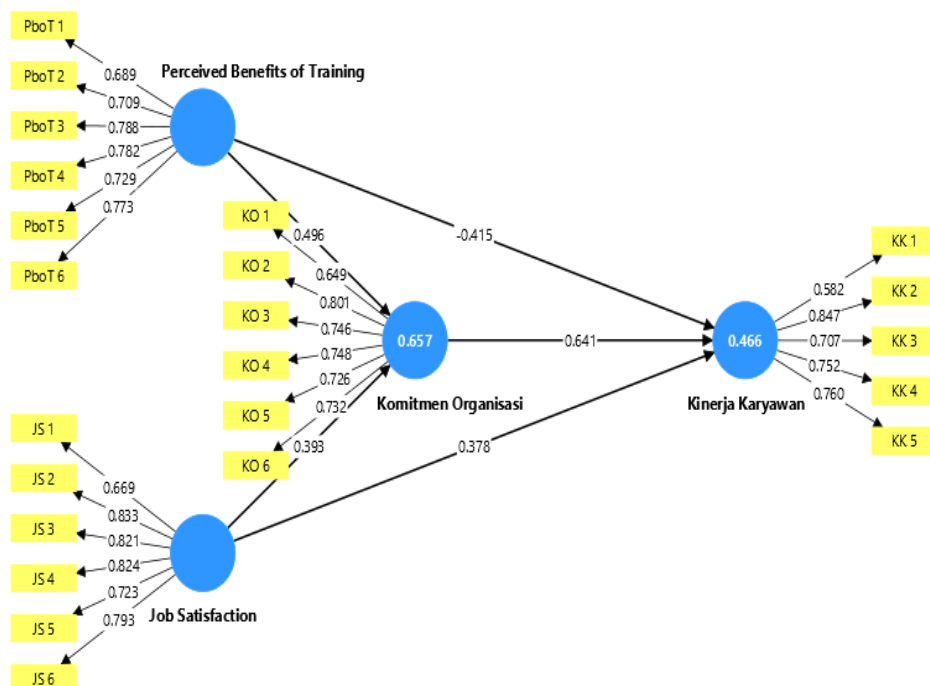 PboT 1
PboT 2
PboT 3
PboT 4
PboT 5
PboT 6
0.689
0.709
0.788
0.782
0.729
0.773
Perceived Benefits of Training
KO 1
KO 2
KO 3
KO 4
KO 5
KO 6
0.496
0.649
0.801
0.746
0.748
0.726
0.732
0.393
0.657
Komitmen Organisasi
-0.415
0.641
0.378
0.466
Kinerja Karyawan
0.582
0.847
0.707
0.752
0.760
KK 1
KK 2
KK 3
KK 4
KK 5
JS 1
JS 2
JS 3
JS 4
JS 5
JS 6
0.669
0.833
0.821
0.824
0.723
0.793
Job Satisfaction